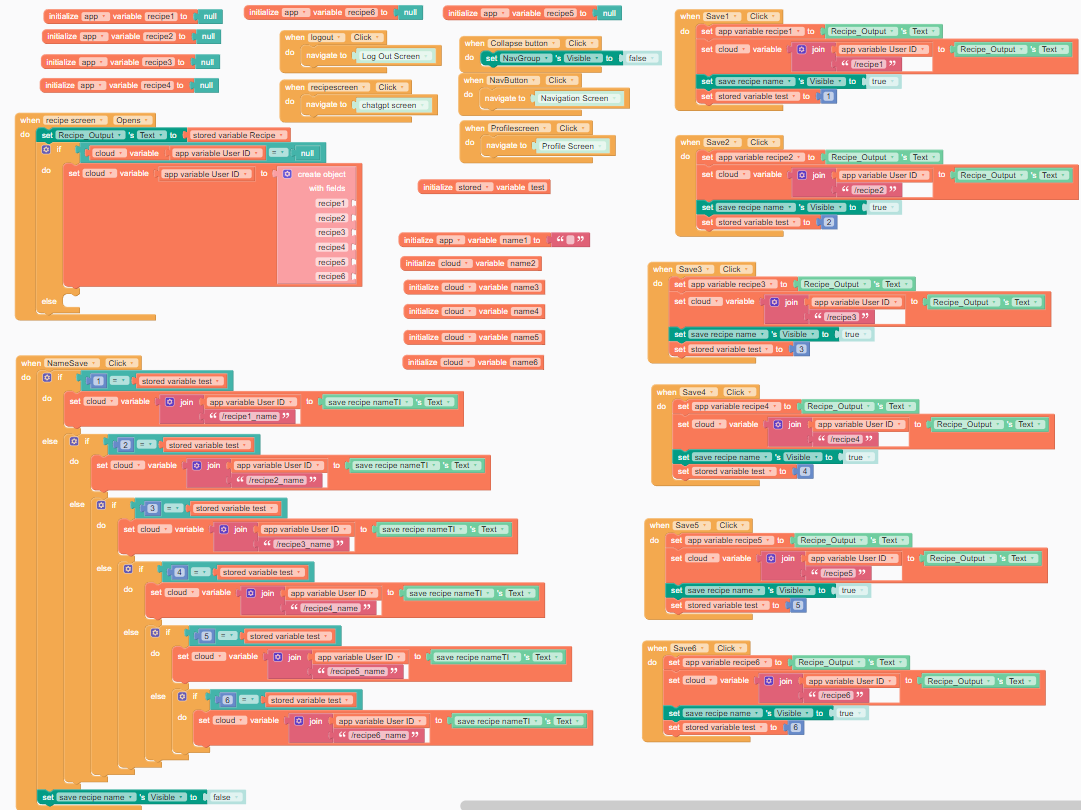 initialize app variable recipe1 to null
initialize app variable recipe2 to null
initialize app variable recipe3 to null
initialize app variable recipe4 to null
initialize app variable recipe6 to null
initialize app variable recipe5 to null
when logout Click
do navigate to Log Out Screen
when recipescreen Click
do navigate to chatgpt screen
when Collapse button Click
do set NavGroup 's Visible to false
when NavButton Click
do navigate to Navigation Screen
when Profilescreen Click
do navigate to Profile Screen
when recipe screen Opens
do set Recipe_Output 's Text to stored variable Recipe
if cloud variable app variable User ID = null
do set cloud variable app variable User ID to create object
with fields
recipe1
recipe2
recipe3
recipe4
recipe5
recipe6
else
initialize stored variable test
initialize app variable name1 to “ ”
initialize cloud variable name2
initialize cloud variable name3
initialize cloud variable name4
initialize cloud variable name5
initialize cloud variable name6
when NameSave Click
do if 1 = stored variable test
do set cloud variable join app variable User ID to save recipe nameTI 's Text
“ /recipe1_name ”
else if 2 = stored variable test
do set cloud variable join app variable User ID to save recipe nameTI 's Text
“ /recipe2_name ”
else if 3 = stored variable test
do set cloud variable join app variable User ID to save recipe nameTI 's Text
“ /recipe3_name ”
else if 4 = stored variable test
do set cloud variable join app variable User ID to save recipe nameTI 's Text
“ /recipe4_name ”
else if 5 = stored variable test
do set cloud variable join app variable User ID to save recipe nameTI 's Text
“ /recipe5_name ”
else if 6 = stored variable test
do set cloud variable join app variable User ID to save recipe nameTI 's Text
“ /recipe6_name ”
set save recipe name 's Visible to false
when Save1 Click
do set app variable recipe1 to Recipe_Output 's Text
set cloud variable join app variable User ID to Recipe_Output 's Text
“ /recipe1 ”
set save recipe name 's Visible to true
set stored variable test to 1
when Save2 Click
do set app variable recipe2 to Recipe_Output 's Text
set cloud variable join app variable User ID to Recipe_Output 's Text
“ /recipe2 ”
set save recipe name 's Visible to true
set stored variable test to 2
when Save3 Click
do set app variable recipe3 to Recipe_Output 's Text
set cloud variable join app variable User ID to Recipe_Output 's Text
“ /recipe3 ”
set save recipe name 's Visible to true
set stored variable test to 3
when Save4 Click
do set app variable recipe4 to Recipe_Output 's Text
set cloud variable join app variable User ID to Recipe_Output 's Text
“ /recipe4 ”
set save recipe name 's Visible to true
set stored variable test to 4
when Save5 Click
do set app variable recipe5 to Recipe_Output 's Text
set cloud variable join app variable User ID to Recipe_Output 's Text
“ /recipe5 ”
set save recipe name 's Visible to true
set stored variable test to 5
when Save6 Click
do set app variable recipe6 to Recipe_Output 's Text
set cloud variable join app variable User ID to Recipe_Output 's Text
“ /recipe6 ”
set save recipe name 's Visible to true
set stored variable test to 6